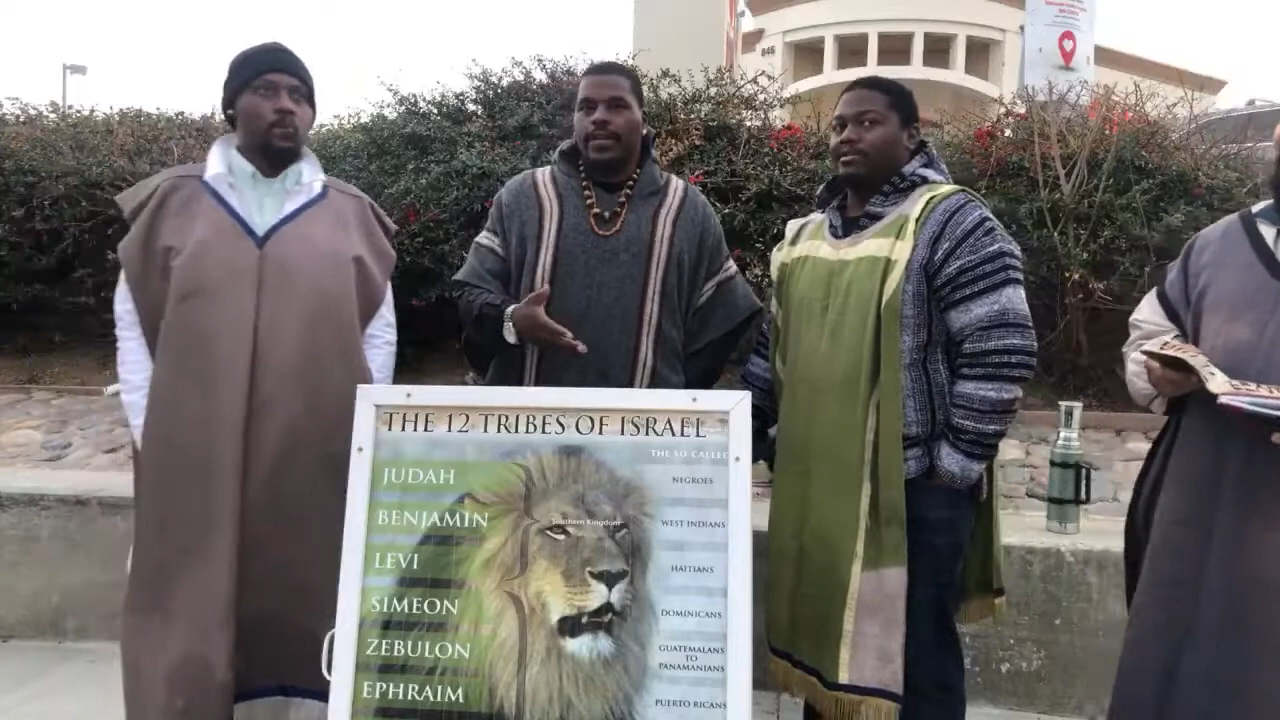 845
THE 12 TRIBES OF ISRAEL
THE SO CALLED
JUDAH
NEGROES
BENJAMIN
Southern Kingdom
WEST INDIANS
LEVI
HAITIANS
SIMEON
DOMINICANS
ZEBULON
GUATEMALANS
TO
PANAMANIANS
EPHRAIM
PUERTO RICANS